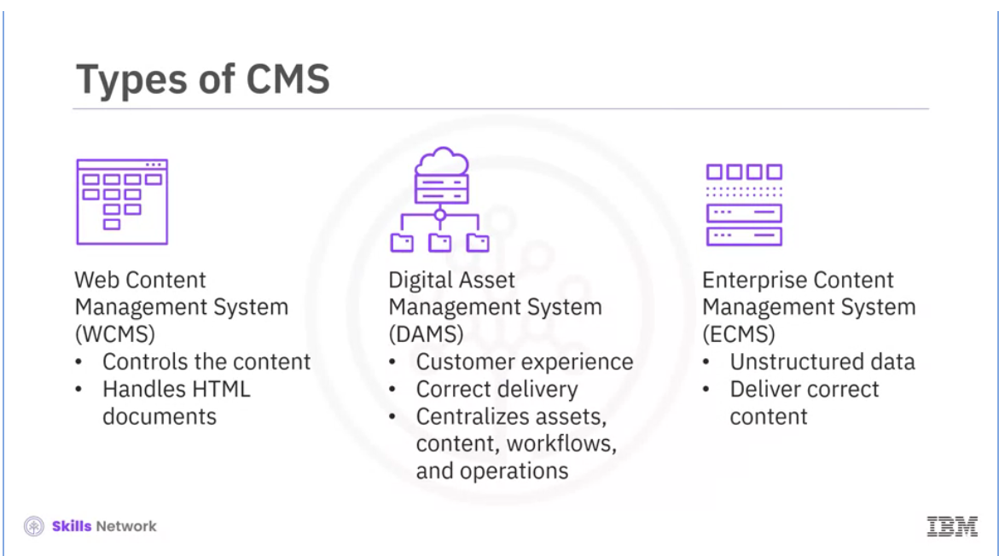 Types of CMS
Web Content
Management System
(WCMS)
• Controls the content
• Handles HTML
documents
Digital Asset
Management System
(DAMS)
• Customer experience
• Correct delivery
• Centralizes assets,
content, workflows,
and operations
Enterprise Content
Management System
(ECMS)
• Unstructured data
• Deliver correct
content
Skills Network
IBM